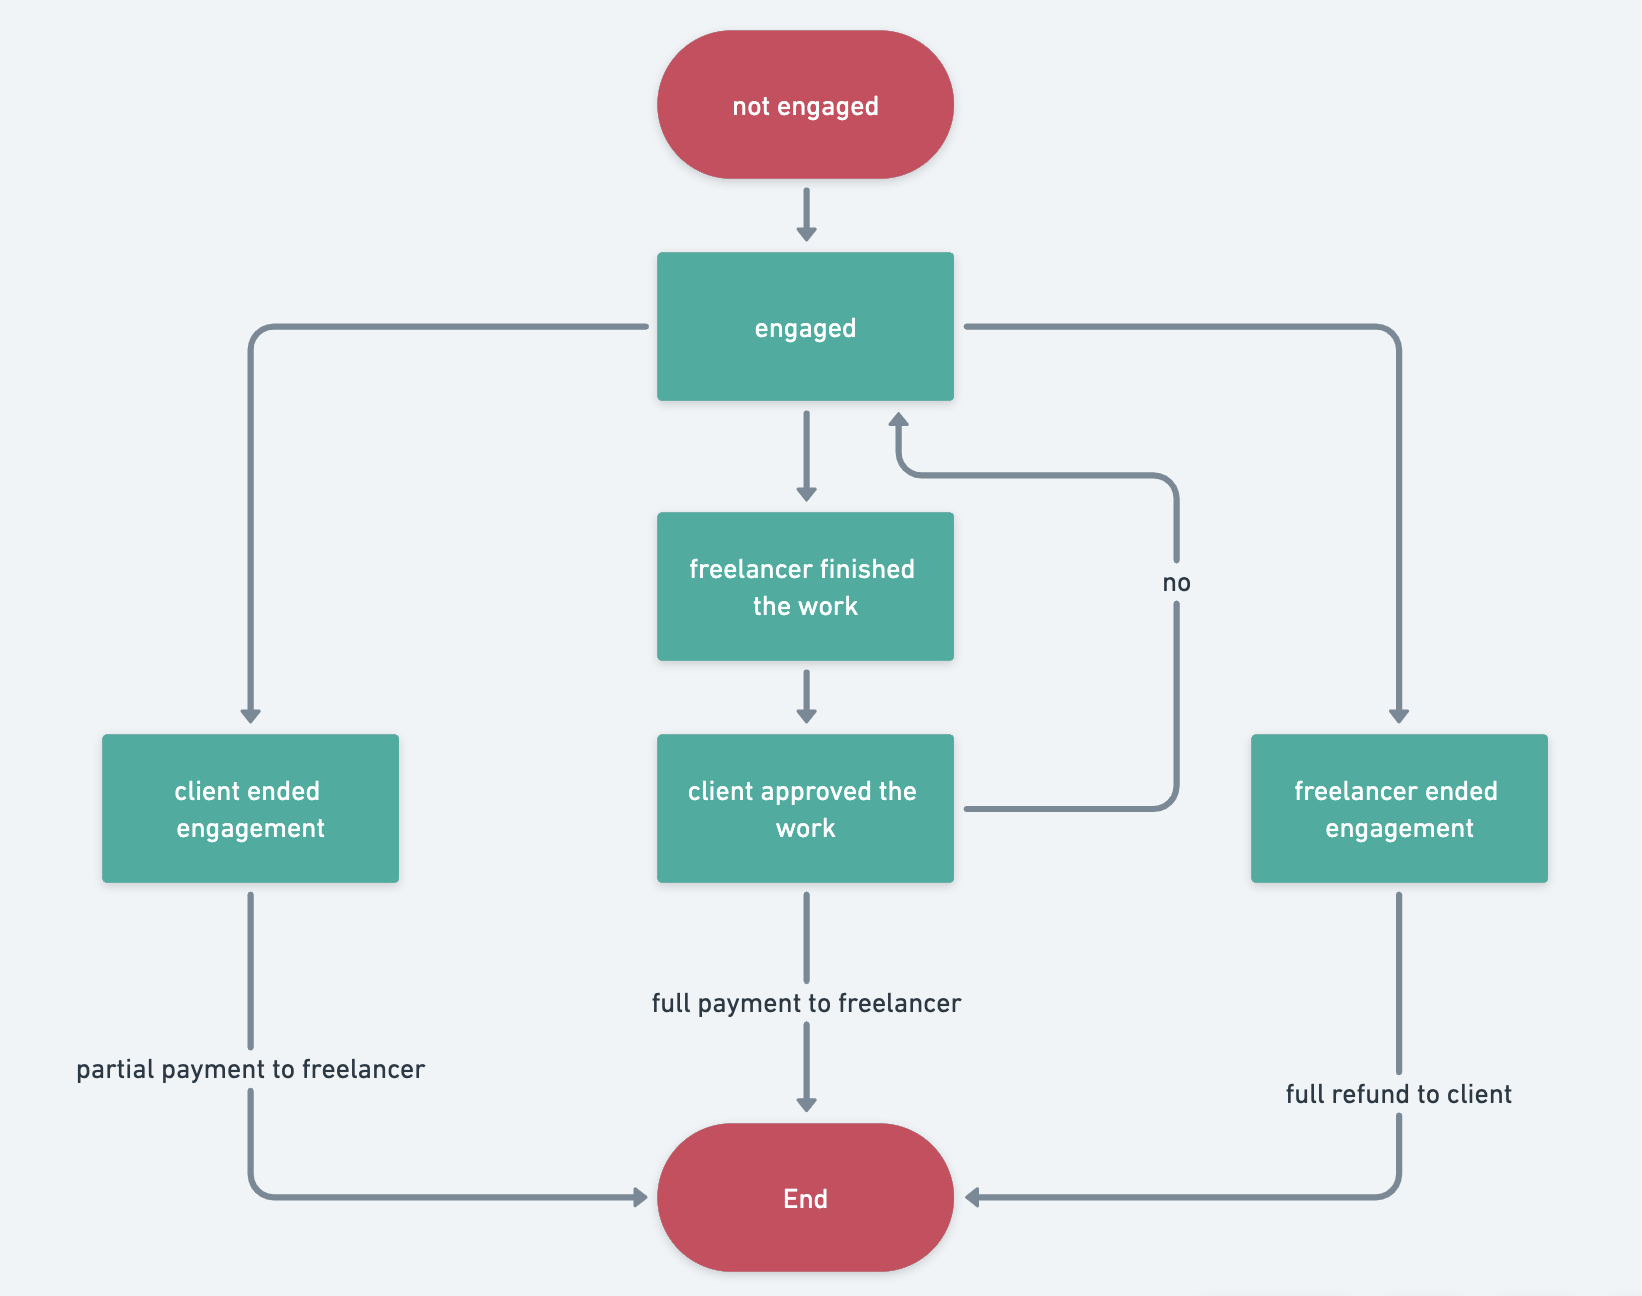 not engaged
engaged
freelancer finished
the work
no
client ended
engagement
client approved the
work
freelancer ended
engagement
full payment to freelancer
partial payment to freelancer
full refund to client
End